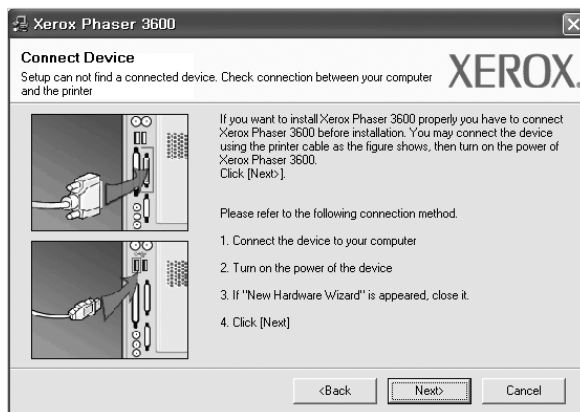 Xerox Phaser 3600
Connect Device
Setup can not find a connected device. Check connection between your computer
and the printer
XEROX.
If you want to install Xerox Phaser 3600 properly you have to connect
Xerox Phaser 3600 before installation. You may connect the device
using the printer cable as the figure shows, then turn on the power of
Xerox Phaser 3600.
Click [Next>].
Please refer to the following connection method.
1. Connect the device to your computer
2. Turn on the power of the device
3. If "New Hardware Wizard" is appeared, close it.
4. Click [Next]
<Back
Next>
Cancel